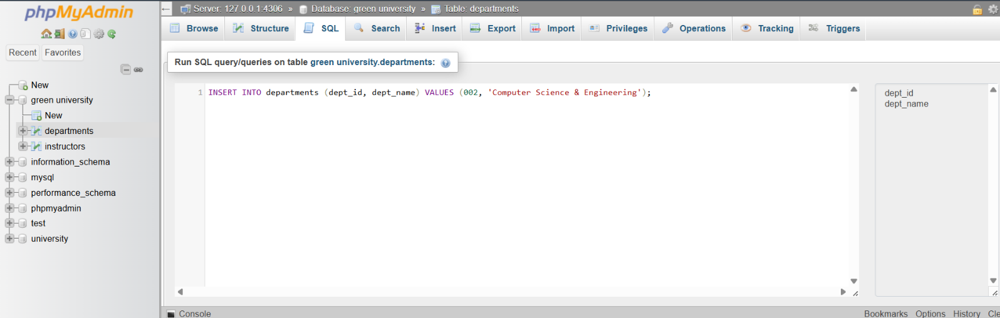 phpMyAdmin
Recent Favorites
New
green university
New
departments
instructors
information_schema
mysql
performance_schema
phpmyadmin
test
university
Server: 127.0.0.1:4306 » Database: green university » Table: departments
Browse Structure SQL Search Insert Export Import Privileges Operations Tracking Triggers
Run SQL query/queries on table green university.departments:
1 INSERT INTO departments (dept_id, dept_name) VALUES (002, 'Computer Science & Engineering');
dept_id
dept_name
Console Bookmarks Options History Cle